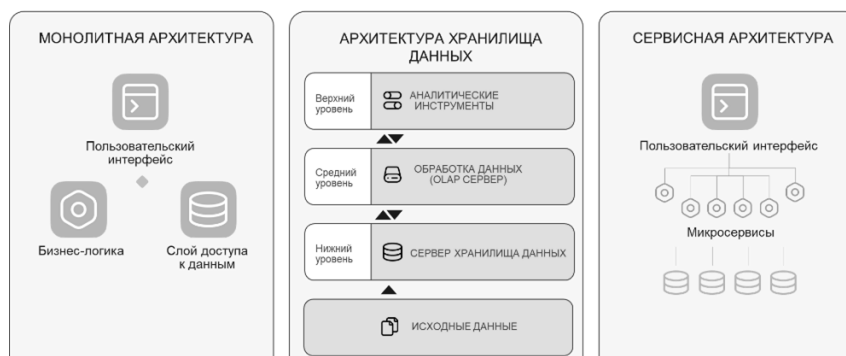 МОНОЛИТНАЯ АРХИТЕКТУРА
Пользовательский
интерфейс
Бизнес-логика
Слой доступа
к данным
АРХИТЕКТУРА ХРАНИЛИЩА
ДАННЫХ
Верхний
уровень
АНАЛИТИЧЕСКИЕ
ИНСТРУМЕНТЫ
Средний
уровень
ОБРАБОТКА ДАННЫХ
(OLAP СЕРВЕР)
Нижний
уровень
СЕРВЕР ХРАНИЛИЩА ДАННЫХ
ИСХОДНЫЕ ДАННЫЕ
СЕРВИСНАЯ АРХИТЕКТУРА
Пользовательский интерфейс
Микросервисы